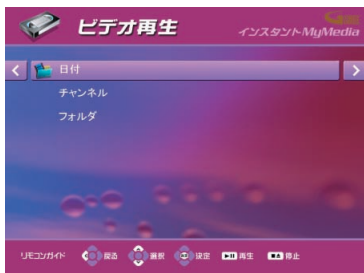 ビデオ再生
インスタントMyMedia
日付
チャンネル
フォルダ
リモコンガイド 戻る 選択 決定 再生 停止